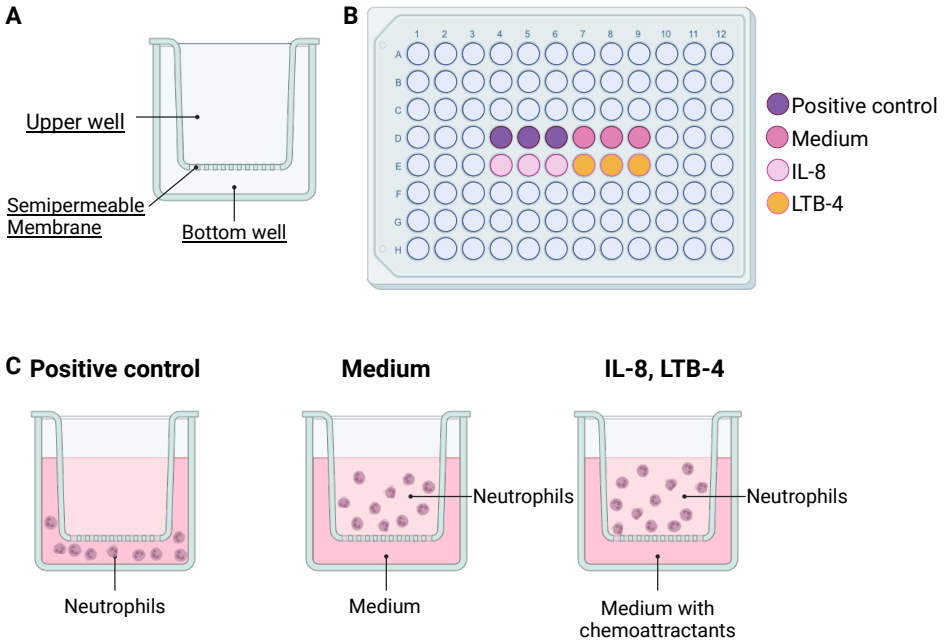 A
Upper well
Semipermeable
Membrane
Bottom well
B
1 2 3 4 5 6 7 8 9 10 11 12
A
B
C
D
E
F
G
H
Positive control
Medium
IL-8
LTB-4
C
Positive control
Medium
IL-8, LTB-4
Neutrophils
Neutrophils
Neutrophils
Medium
Medium with
chemoattractants